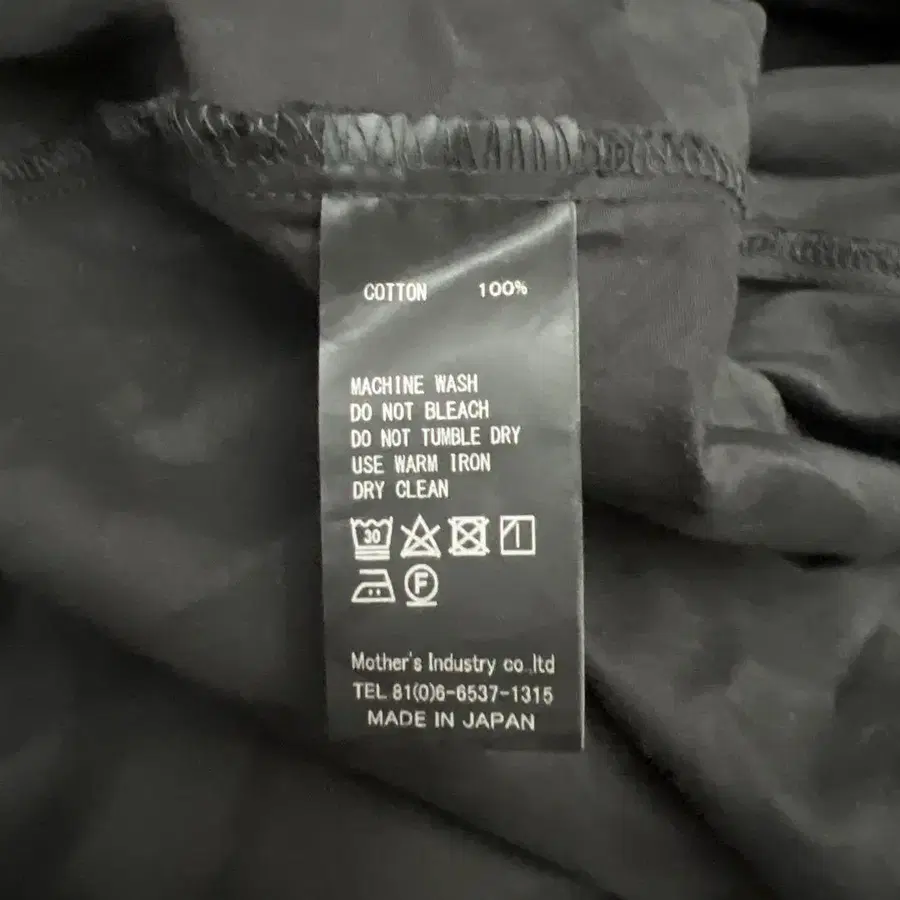 COTTON 100%
MACHINE WASH
DO NOT BLEACH
DO NOT TUMBLE DRY
USE WARM IRON
DRY CLEAN
30
F
Mother's Industry co.,ltd
TEL 81(0)6-6537-1315
MADE IN JAPAN